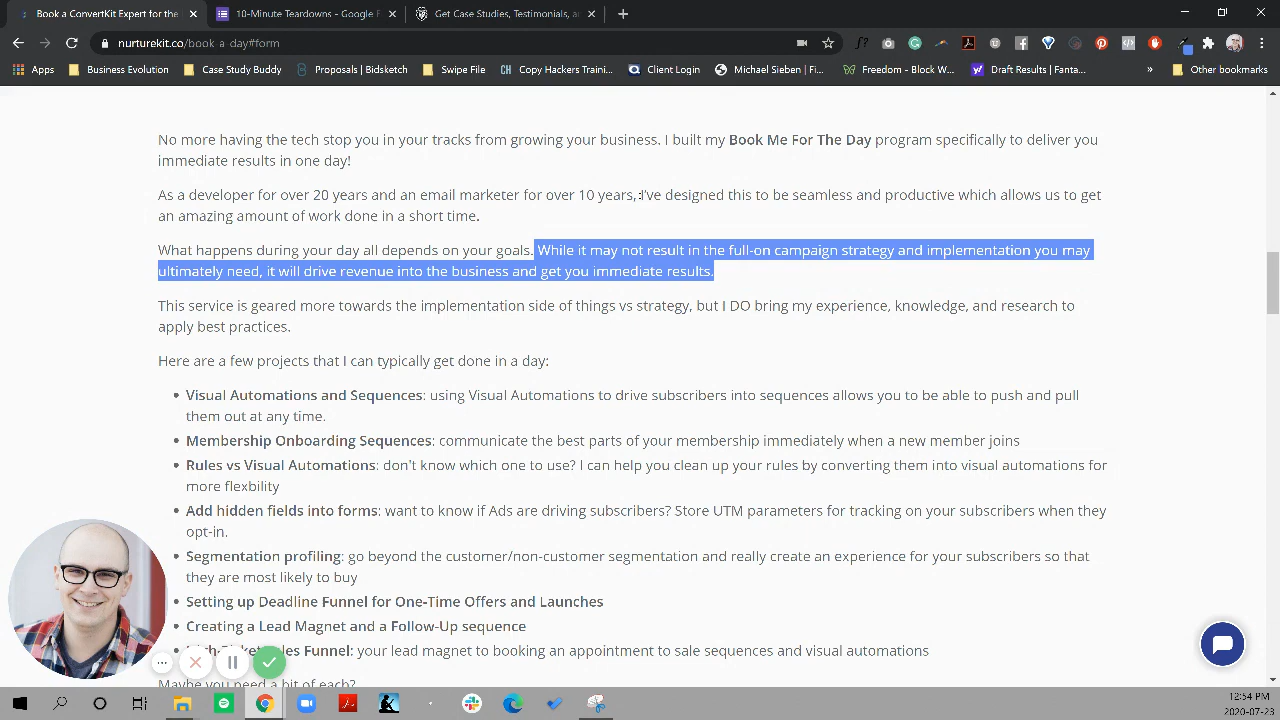 Book a ConvertKit Expert for the
10-Minute Teardowns - Google F
Get Case Studies, Testimonials, ar
nurturekit.co/book-a-day#form
Apps
Business Evolution
Case Study Buddy
Proposals | Bidsketch
Swipe File
CH Copy Hackers Traini...
Client Login
Michael Sieben | Fi...
Freedom – Block W...
Draft Results | Fanta...
»
Other bookmarks
No more having the tech stop you in your tracks from growing your business. I built my Book Me For The Day program specifically to deliver you
immediate results in one day!
As a developer for over 20 years and an email marketer for over 10 years, I've designed this to be seamless and productive which allows us to get
an amazing amount of work done in a short time.
What happens during your day all depends on your goals. While it may not result in the full-on campaign strategy and implementation you may
ultimately need, it will drive revenue into the business and get you immediate results.
This service is geared more towards the implementation side of things vs strategy, but I DO bring my experience, knowledge, and research to
apply best practices.
Here are a few projects that I can typically get done in a day:
• Visual Automations and Sequences: using Visual Automations to drive subscribers into sequences allows you to be able to push and pull
them out at any time.
• Membership Onboarding Sequences: communicate the best parts of your membership immediately when a new member joins
• Rules vs Visual Automations: don't know which one to use? I can help you clean up your rules by converting them into visual automations for
more flexbility
• Add hidden fields into forms: want to know if Ads are driving subscribers? Store UTM parameters for tracking on your subscribers when they
opt-in.
• Segmentation profiling: go beyond the customer/non-customer segmentation and really create an experience for your subscribers so that
they are most likely to buy
• Setting up Deadline Funnel for One-Time Offers and Launches
• Creating a Lead Magnet and a Follow-Up sequence
Funnel: your lead magnet to booking an appointment to sale sequences and visual automations
Maybe you need a bit of each?
12:54 PM
2020-07-23